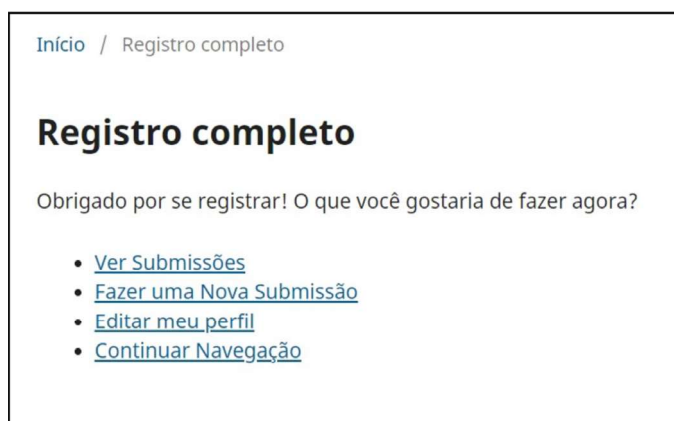 Início / Registro completo
Registro completo
Obrigado por se registrar! O que você gostaria de fazer agora?
• Ver Submissões
• Fazer uma Nova Submissão
• Editar meu perfil
• Continuar Navegação